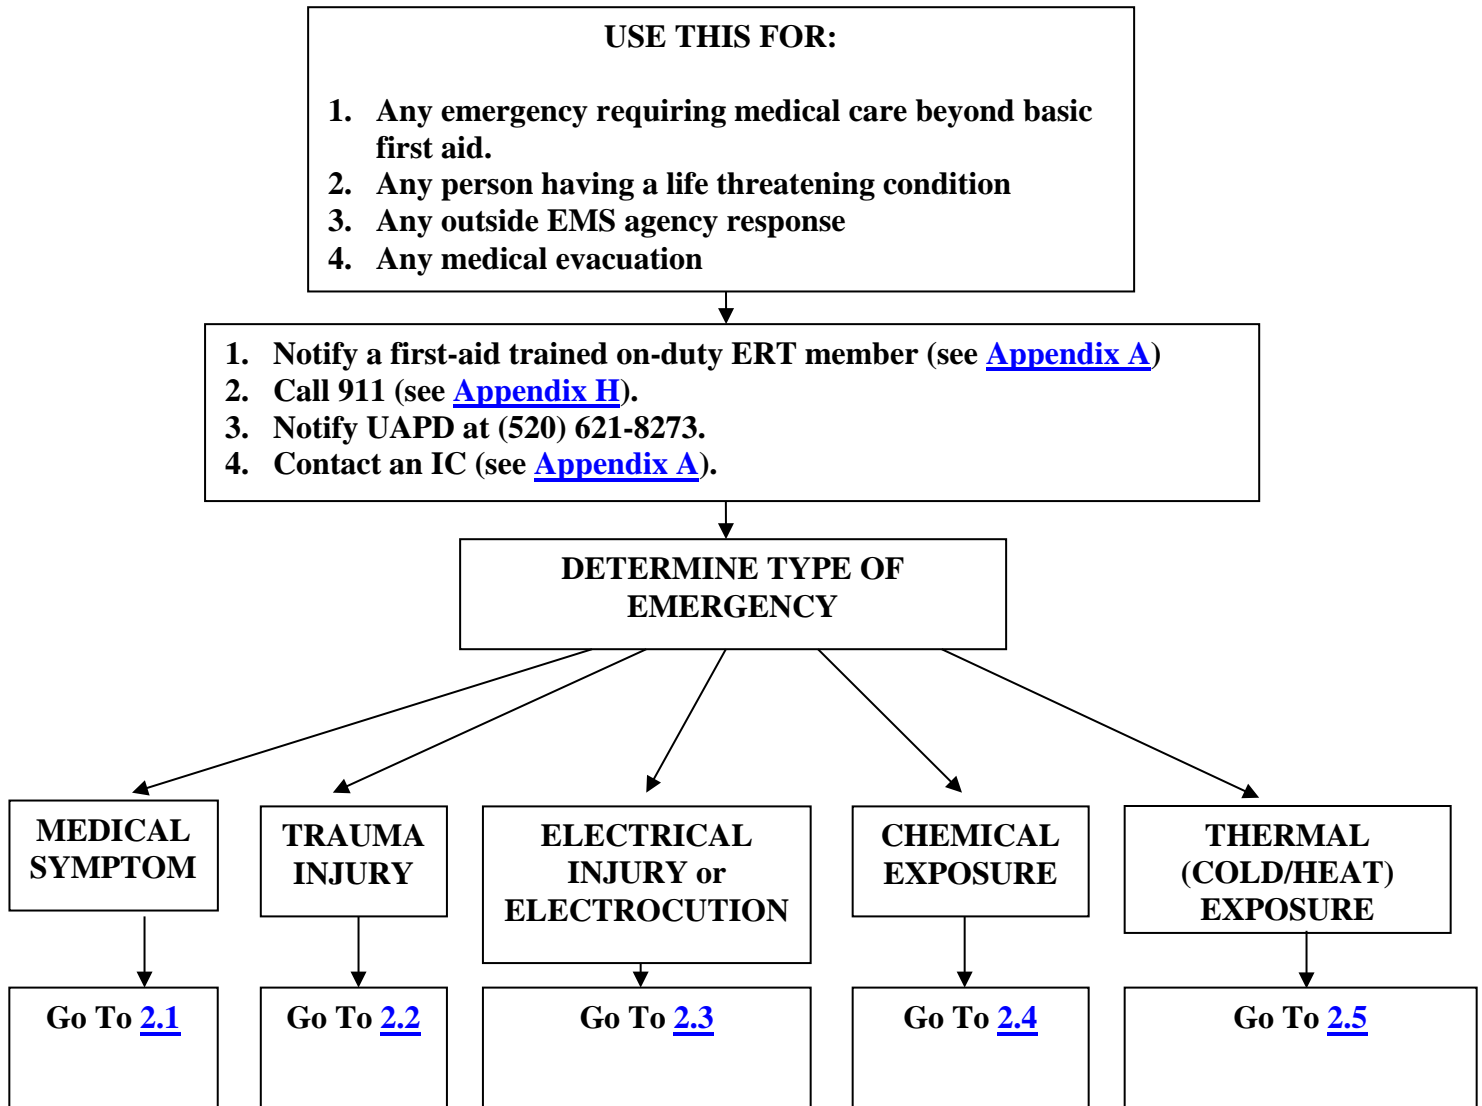 USE THIS FOR:
1. Any emergency requiring medical care beyond basic
first aid.
2. Any person having a life threatening condition
3. Any outside EMS agency response
4. Any medical evacuation
1. Notify a first-aid trained on-duty ERT member (see Appendix A)
2. Call 911 (see Appendix H).
3. Notify UAPD at (520) 621-8273.
4. Contact an IC (see Appendix A).
DETERMINE TYPE OF
EMERGENCY
MEDICAL
SYMPTOM
TRAUMA
INJURY
ELECTRICAL
INJURY or
ELECTROCUTION
CHEMICAL
EXPOSURE
THERMAL
(COLD/HEAT)
EXPOSURE
Go To 2.1
Go To 2.2
Go To 2.3
Go To 2.4
Go To 2.5